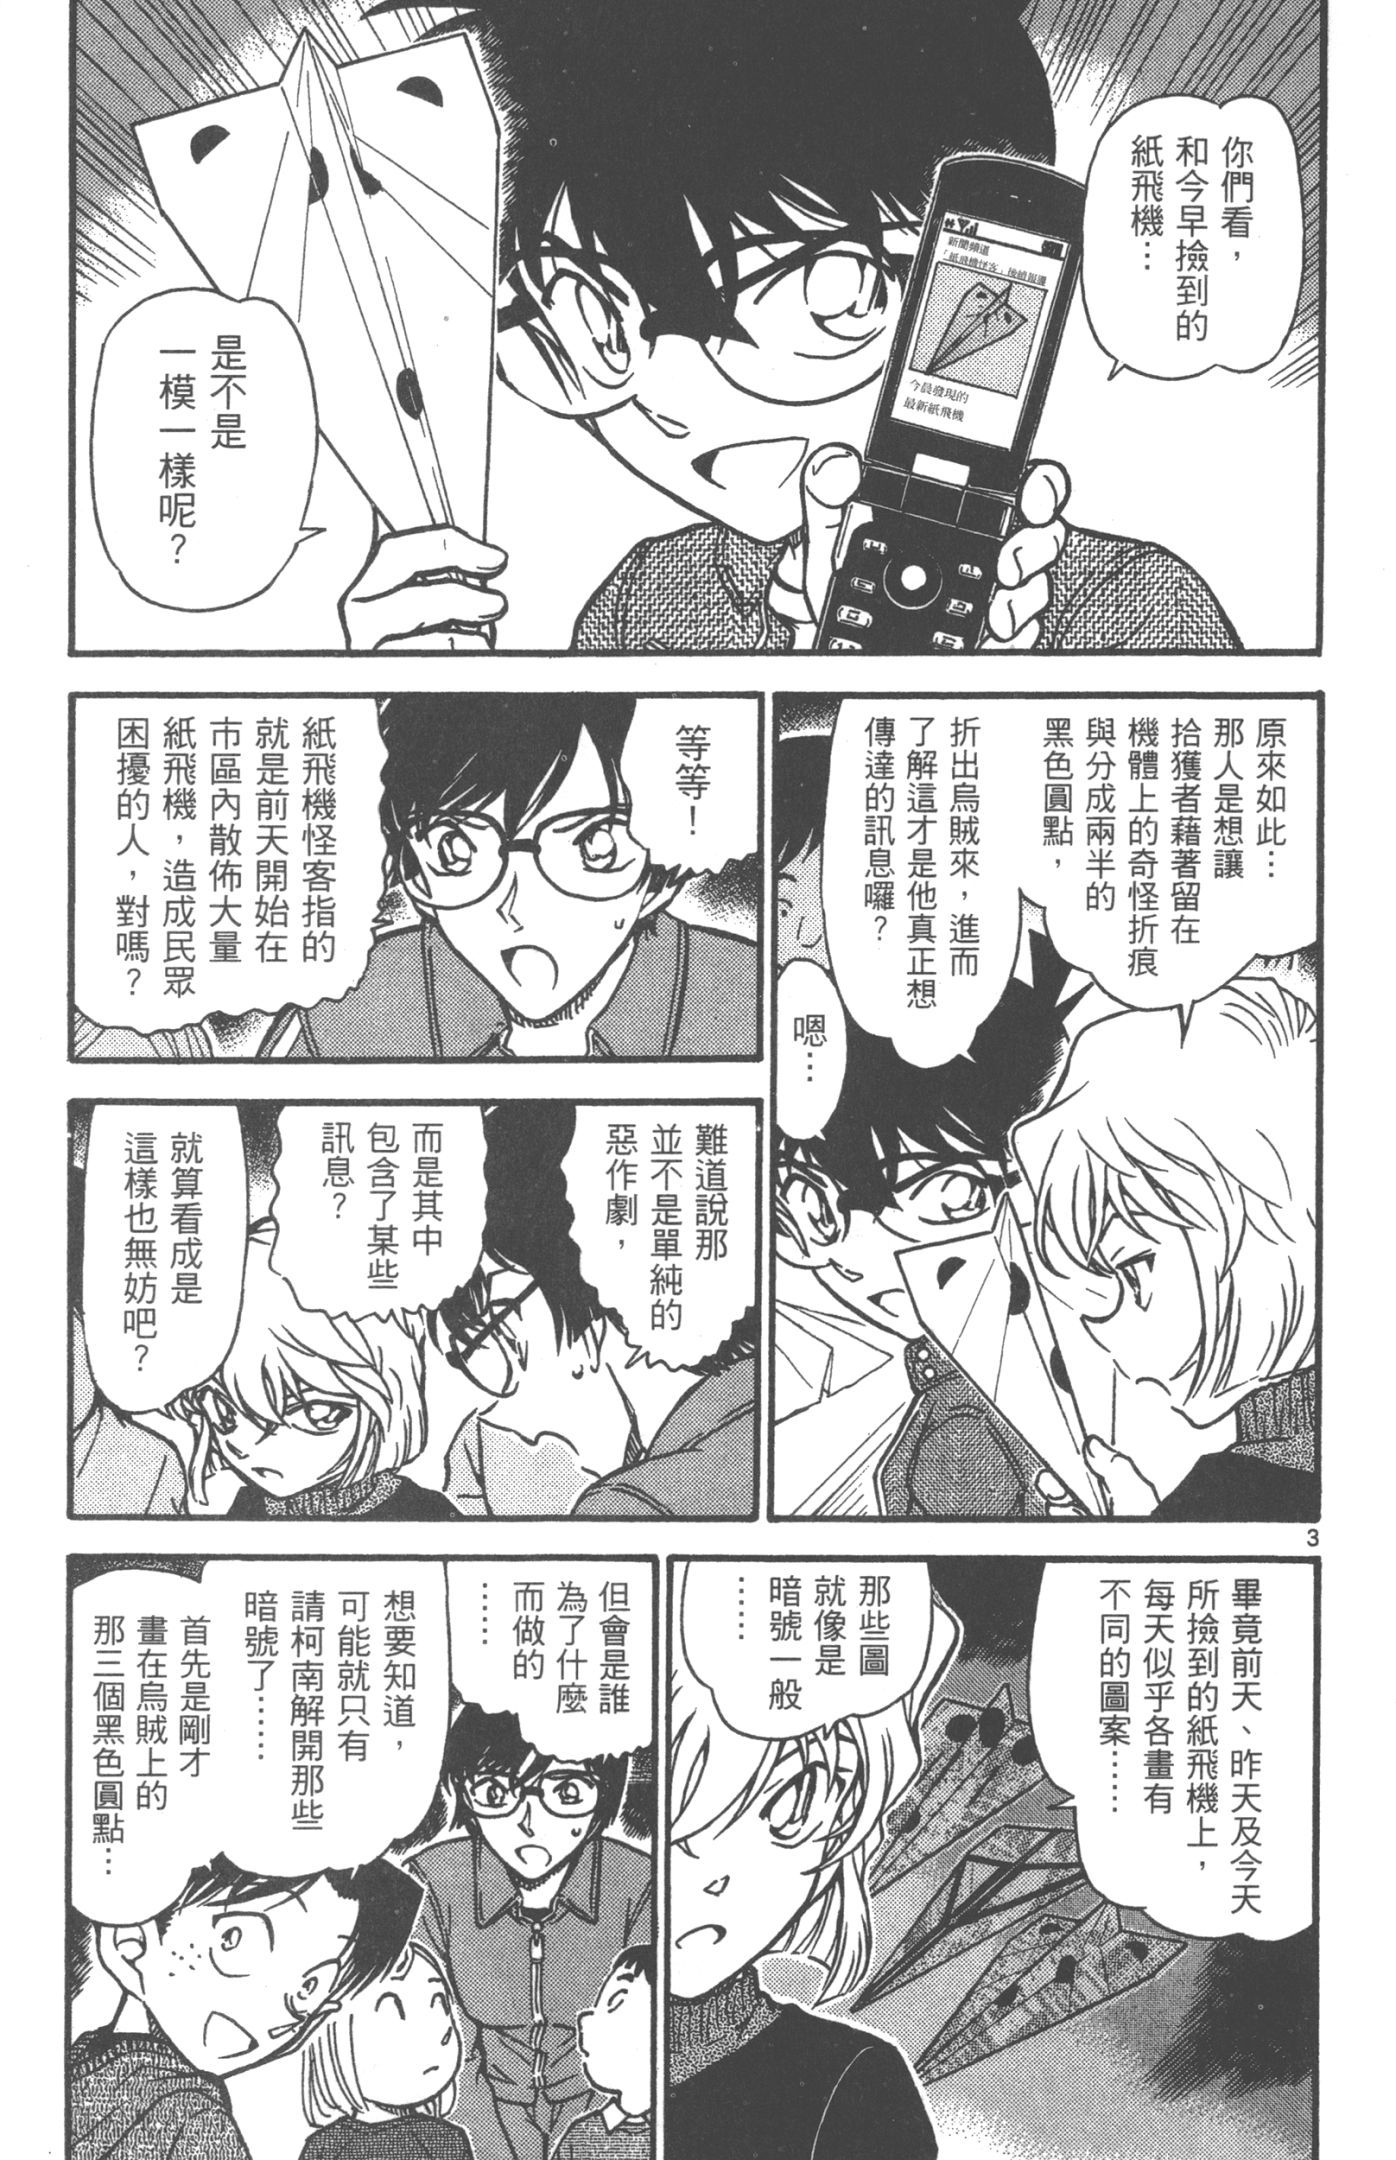 你們看，
和今早撿到的
紙飛機…
新聞頻道
「紙飛機怪客」後續報導
今晨發現的
最新紙飛機
是不是
一模一樣呢？
原來如此…
那人是想讓
拾獲者藉著留在
機體上的奇怪折痕
與分成兩半的
黑色圓點，
折出烏賊來，進而
了解這才是他真正想
傳達的訊息囉？
嗯…
等等！
紙飛機怪客指的
就是前天開始在
市區內散佈大量
紙飛機，造成民眾
困擾的人，對嗎？
難道說那
並不是單純的
惡作劇，
而是其中
包含了某些
訊息？
就算看成是
這樣也無妨吧？
3
畢竟前天、昨天及今天
所撿到的紙飛機上，
每天似乎各畫有
不同的圖案……
那些圖
就像是
暗號一般
……
但會是誰
為了什麼
而做的
……
想要知道，
可能就只有
請柯南解開那些
暗號了……
首先是剛才
畫在烏賊上的
那三個黑色圓點…